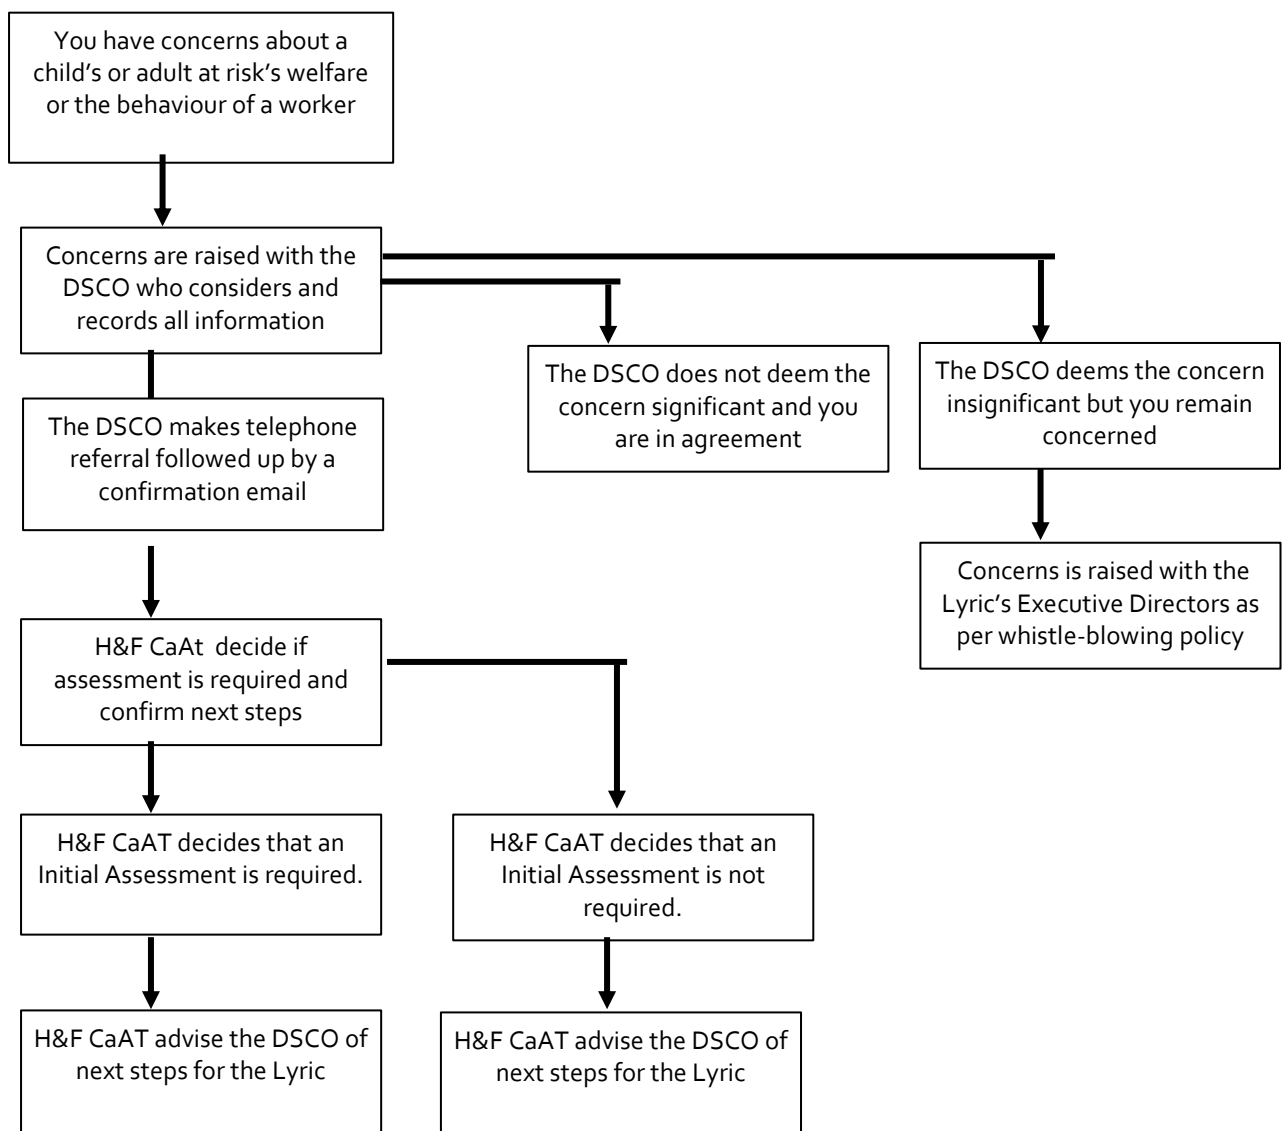 You have concerns about a
child’s or adult at risk’s welfare
or the behaviour of a worker
Concerns are raised with the
DSCO who considers and
records all information
The DSCO does not deem the
concern significant and you
are in agreement
The DSCO deems the concern
insignificant but you remain
concerned
The DSCO makes telephone
referral followed up by a
confirmation email
Concerns is raised with the
Lyric’s Executive Directors as
per whistle-blowing policy
H&F CaAt  decide if
assessment is required and
confirm next steps
H&F CaAT decides that an
Initial Assessment is required.
H&F CaAT decides that an
Initial Assessment is not
required.
H&F CaAT advise the DSCO of
next steps for the Lyric
H&F CaAT advise the DSCO of
next steps for the Lyric